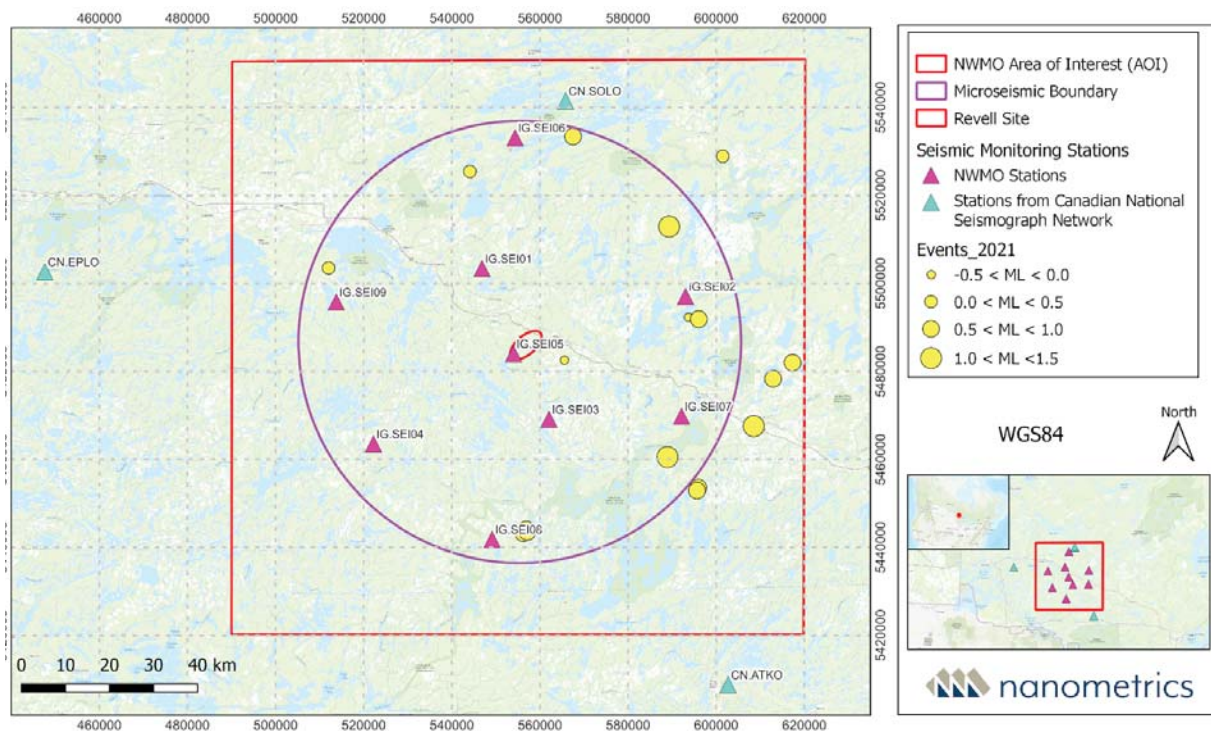 460000 480000 500000 520000 540000 560000 580000 600000 620000
CN.SOLO
IG.SEI06
5540000
5520000
CN.EPLO
IG.SEI01
5500000
IG.SEI09
IG.SEI02
IG.SEI05
5480000
IG.SEI03
IG.SEI07
IG.SEI04
5460000
IG.SEI08
5440000
5420000
0 10 20 30 40 km
CN.ATKO
460000 480000 500000 520000 540000 560000 580000 600000 620000
NWMO Area of Interest (AOI)
Microseismic Boundary
Revell Site
Seismic Monitoring Stations
NWMO Stations
Stations from Canadian National
Seismograph Network
Events_2021
-0.5 < ML < 0.0
0.0 < ML < 0.5
0.5 < ML < 1.0
1.0 < ML <1.5
North
WGS84
nanometrics